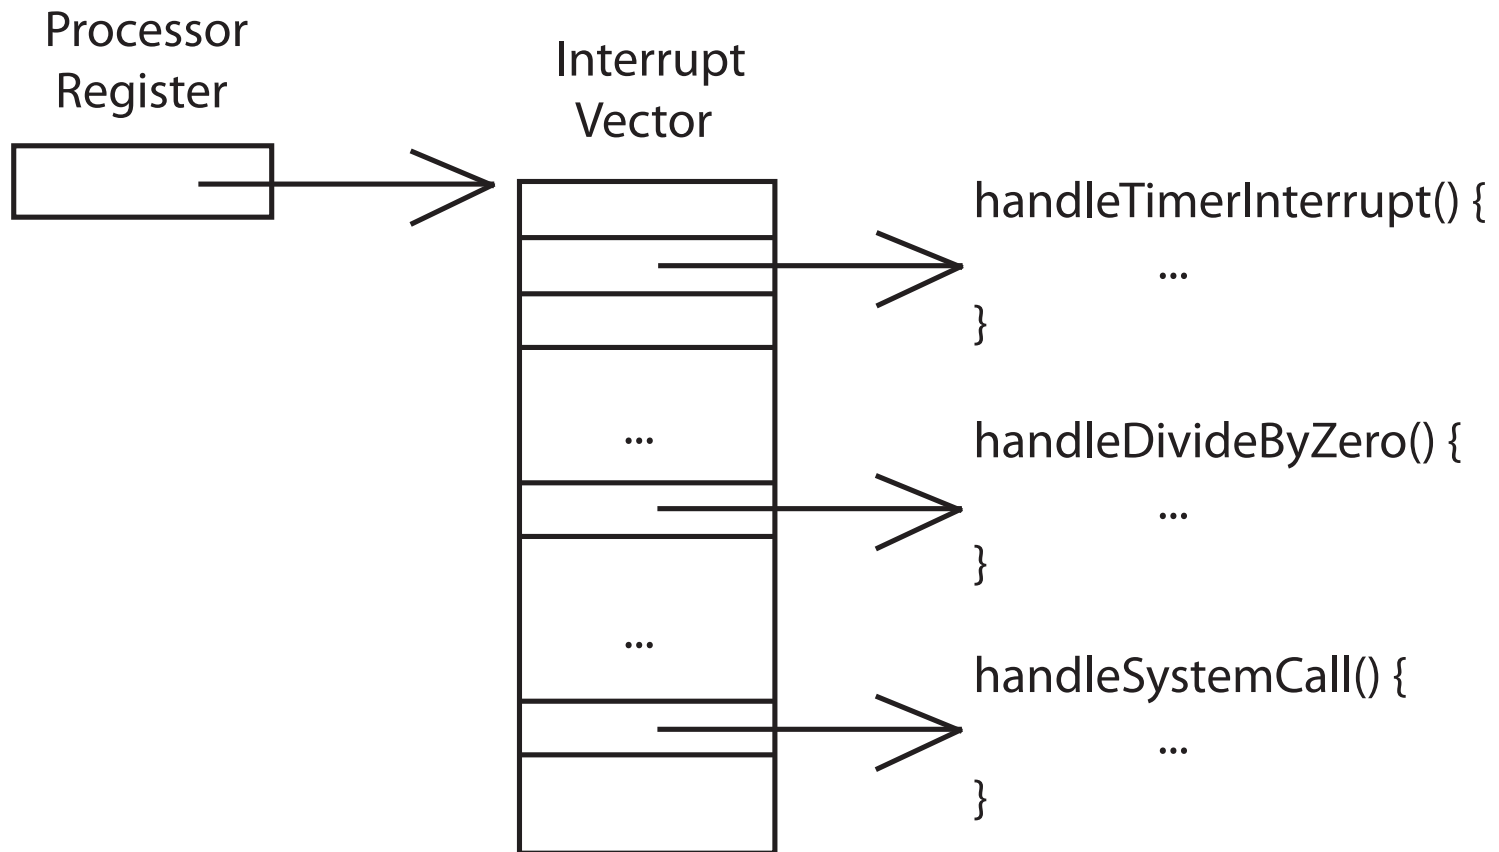 Processor
Register
Interrupt
Vector
handleTimerInterrupt() {
...
}
...
handleDivideByZero() {
...
}
...
handleSystemCall() {
...
}